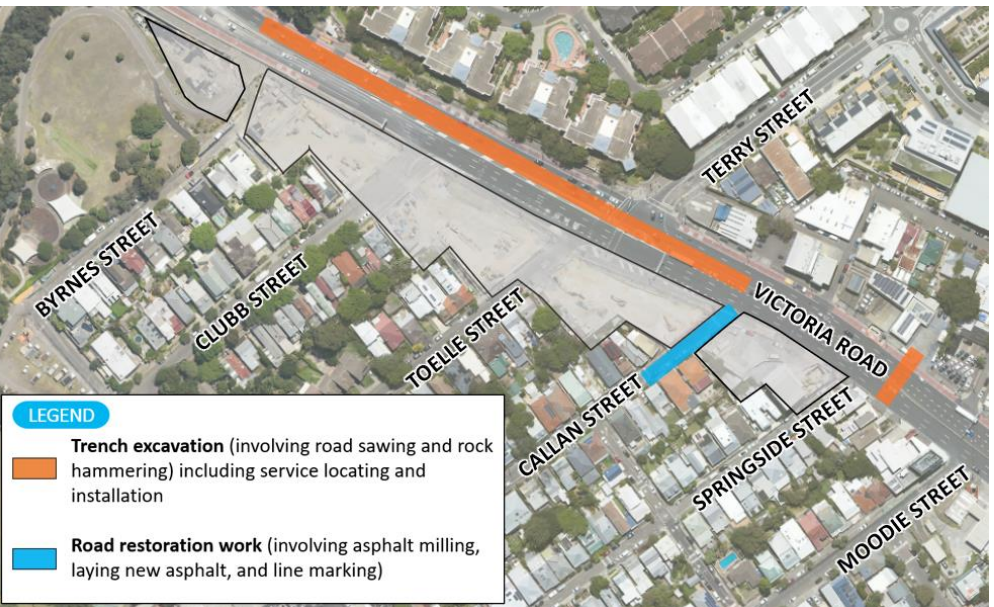 TERRY STREET
BYRNES STREET
CLUBB STREET
TOELLE STREET
VICTORIA ROAD
CALLAN STREET
SPRINGSIDE STREET
MOODIE STREET
LEGEND
Trench excavation (involving road sawing and rock
hammering) including service locating and
installation
Road restoration work (involving asphalt milling,
laying new asphalt, and line marking)